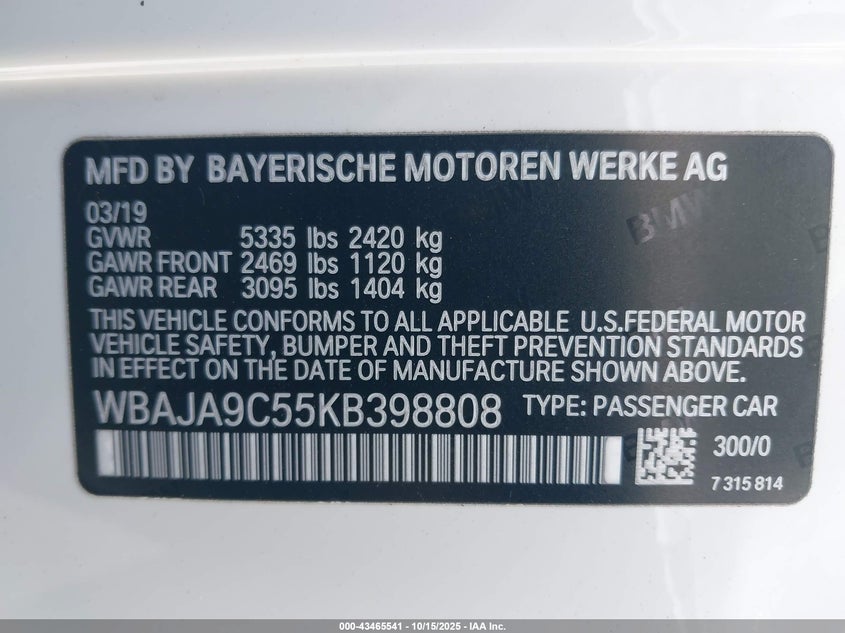 MFD BY BAYERISCHE MOTOREN WERKE AG
03/19
GVWR 5335 lbs 2420 kg
GAWR FRONT 2469 lbs 1120 kg
GAWR REAR 3095 lbs 1404 kg
THIS VEHICLE CONFORMS TO ALL APPLICABLE U.S.FEDERAL MOTOR
VEHICLE SAFETY, BUMPER AND THEFT PREVENTION STANDARDS
IN EFFECT ON THE DATE OF MANUFACTURE SHOWN ABOVE.
WBAJA9C55KB398808 TYPE: PASSENGER CAR
300/0
7 315 814
BMW
000-43465541 - 10/15/2025 - IAA Inc.